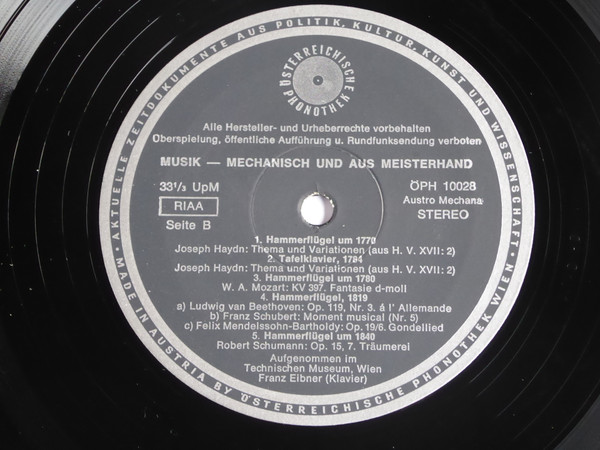 AKTUELLE ZEITDOKUMENTE AUS POLITIK, KULTUR, KUNST UND WISSENSCHAFT
ÖSTERREICHISCHE PHONOTHEK
Alle Hersteller- und Urheberrechte vorbehalten
Überspielung, öffentliche Aufführung u. Rundfunksendung verboten
MUSIK — MECHANISCH UND AUS MEISTERHAND
33 1/3 UpM
RIAA
Seite B
ÖPH 10028
Austro Mechana
STEREO
1. Hammerflügel um 1770
Joseph Haydn: Thema und Variationen (aus H. V. XVII: 2)
2. Tafelklavier, 1784
Joseph Haydn: Thema und Variationen (aus H. V. XVII: 2)
3. Hammerflügel um 1780
W. A. Mozart: KV 397. Fantasie d-moll
4. Hammerflügel, 1819
a) Ludwig van Beethoven: Op. 119, Nr. 3. á l' Allemande
b) Franz Schubert: Moment musical (Nr. 5)
c) Felix Mendelssohn-Bartholdy: Op. 19/6. Gondellied
5. Hammerflügel um 1840
Robert Schumann: Op. 15, 7. Träumerei
Aufgenommen im
Technischen Museum, Wien
Franz Eibner (Klavier)
MADE IN AUSTRIA BY ÖSTERREICHISCHE PHONOTHEK WIEN